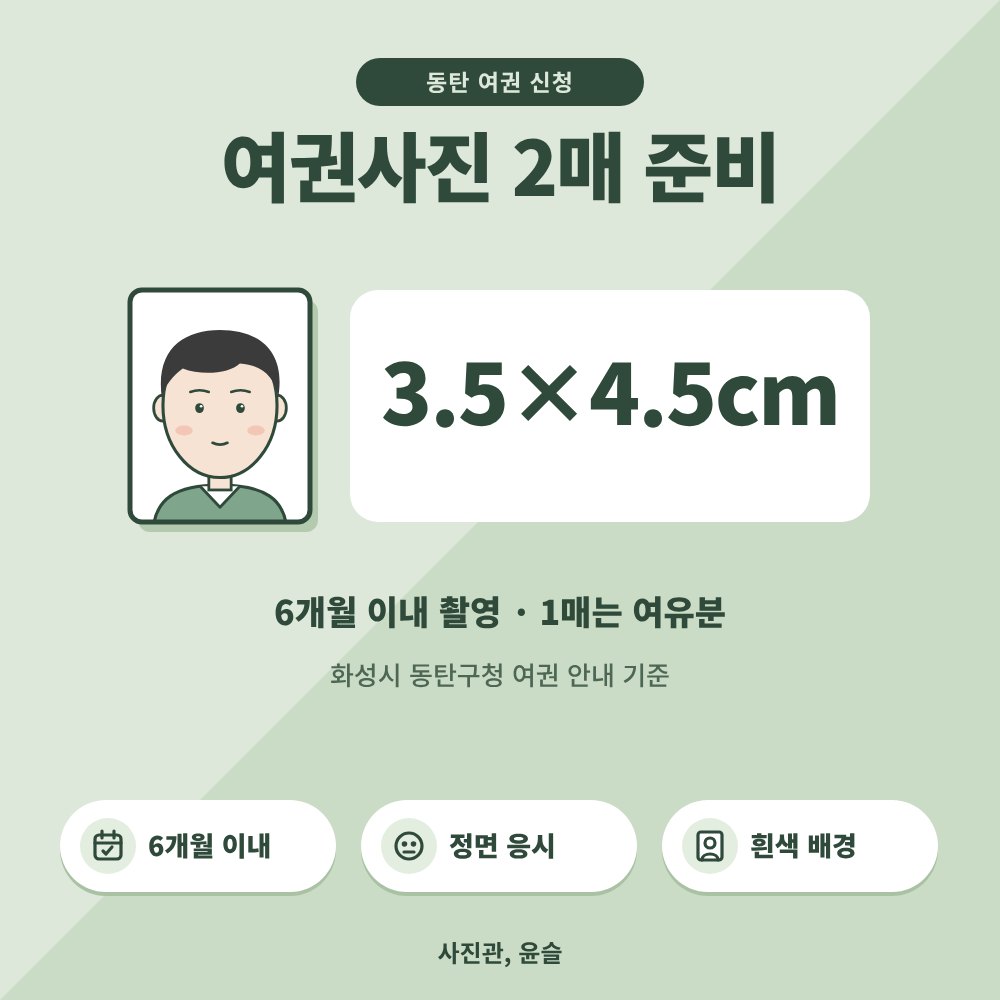 동탄 여권 신청
여권사진 2매 준비
3.5×4.5cm
6개월 이내 촬영 · 1매는 여유분
화성시 동탄구청 여권 안내 기준
6개월 이내
정면 응시
흰색 배경
사진관, 윤슬